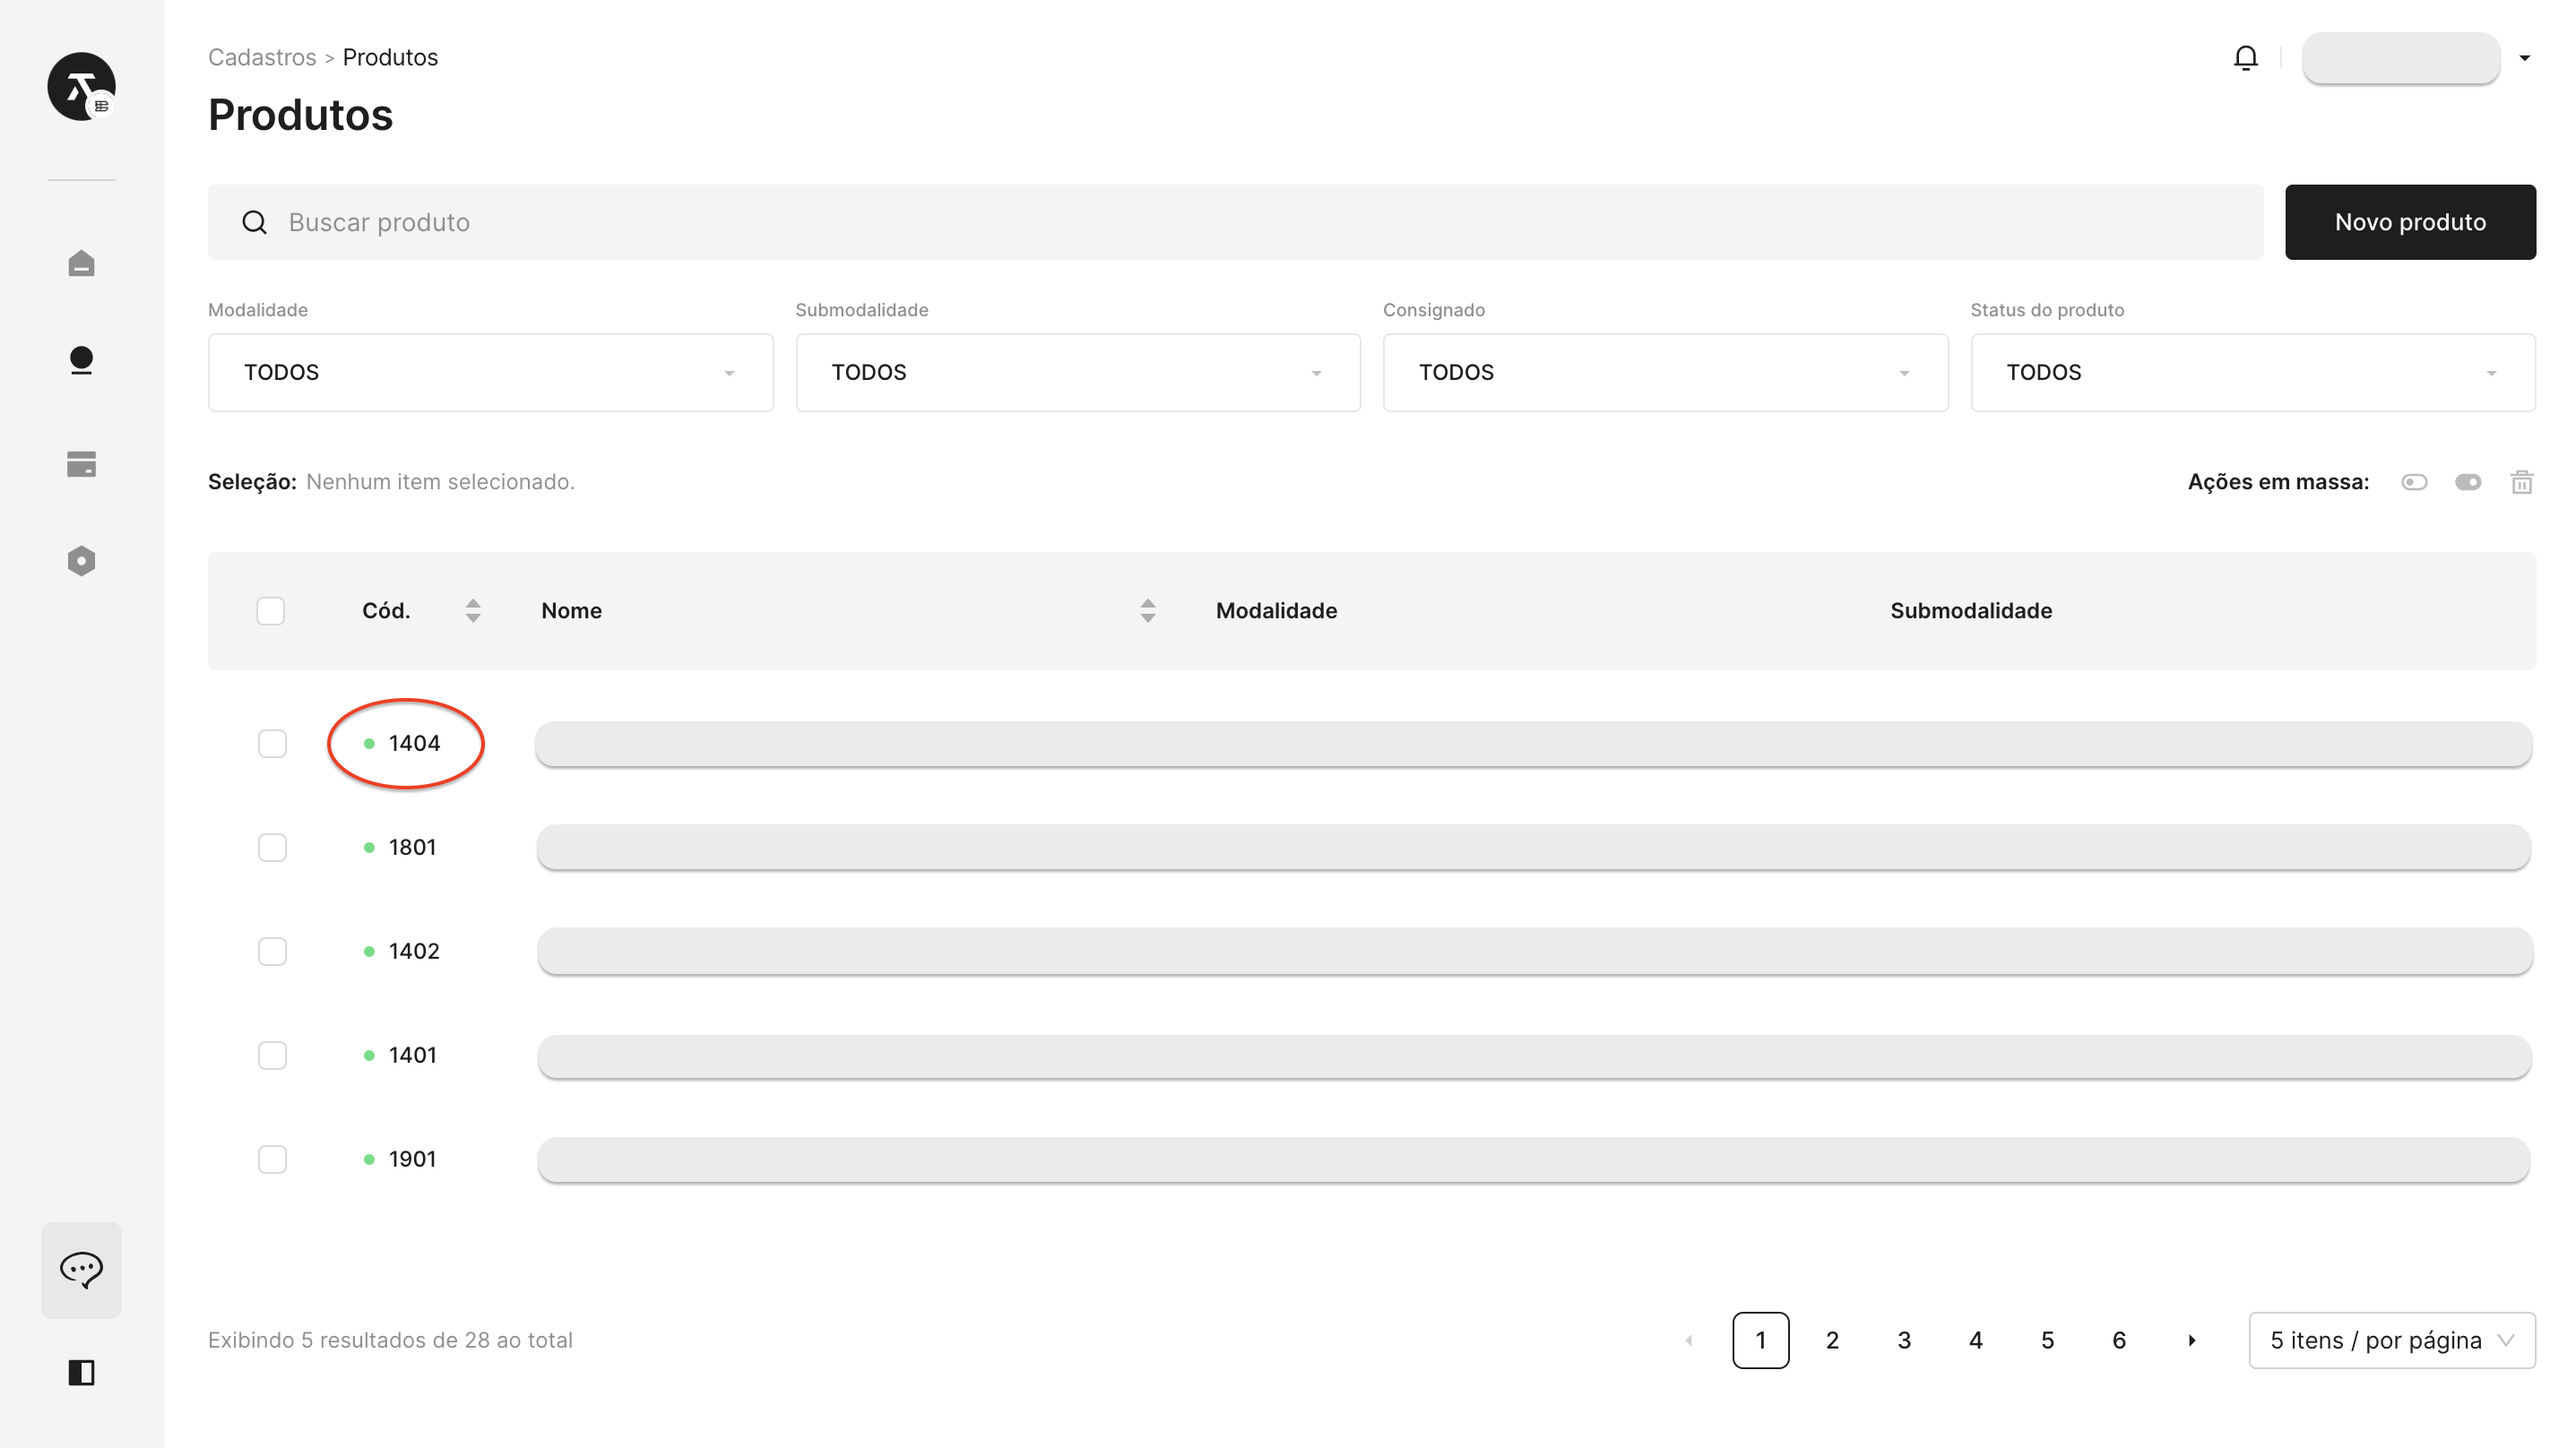 Cadastros > Produtos
Produtos
Buscar produto
Novo produto
Modalidade
Submodalidade
Consignado
Status do produto
TODOS
TODOS
TODOS
TODOS
Seleção: Nenhum item selecionado.
Ações em massa:
Cód.
Nome
Modalidade
Submodalidade
1404
1801
1402
1401
1901
Exibindo 5 resultados de 28 ao total
1 2 3 4 5 6
5 itens / por página